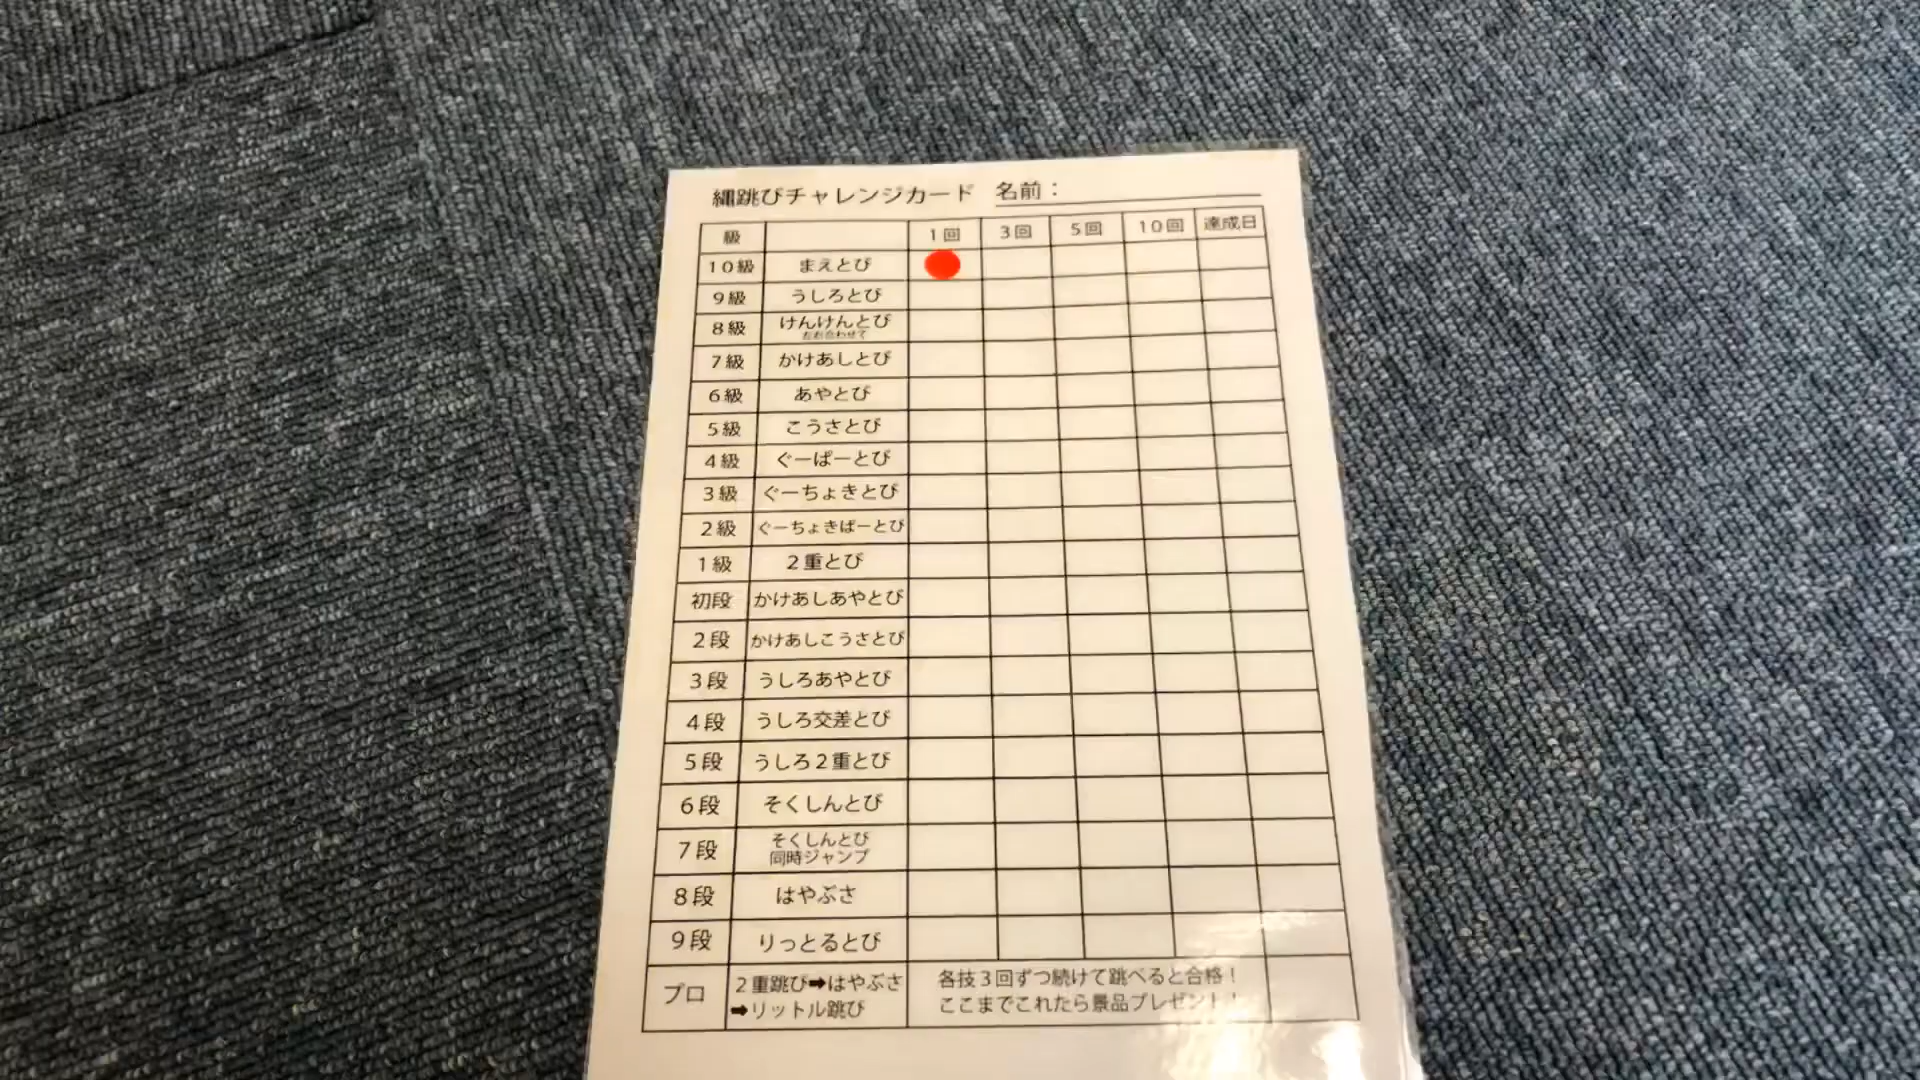 縄跳びチャレンジカード 名前：
級 1回 3回 5回 10回 達成日
10級 まえとび
9級 うしろとび
8級 けんけんとび
左右合わせて
7級 かけあしとび
6級 あやとび
5級 こうさとび
4級 ぐーぱーとび
3級 ぐーちょきとび
2級 ぐーちょきぱーとび
1級 2重とび
初段 かけあしあやとび
2段 かけあしこうさとび
3段 うしろあやとび
4段 うしろ交差とび
5段 うしろ2重とび
6段 そくしんとび
7段 そくしんとび
同時ジャンプ
8段 はやぶさ
9段 りっとるとび
プロ 2重跳び➡はやぶさ
➡リットル跳び
各技3回ずつ続けて跳べると合格！
ここまでこれたら景品プレゼント！